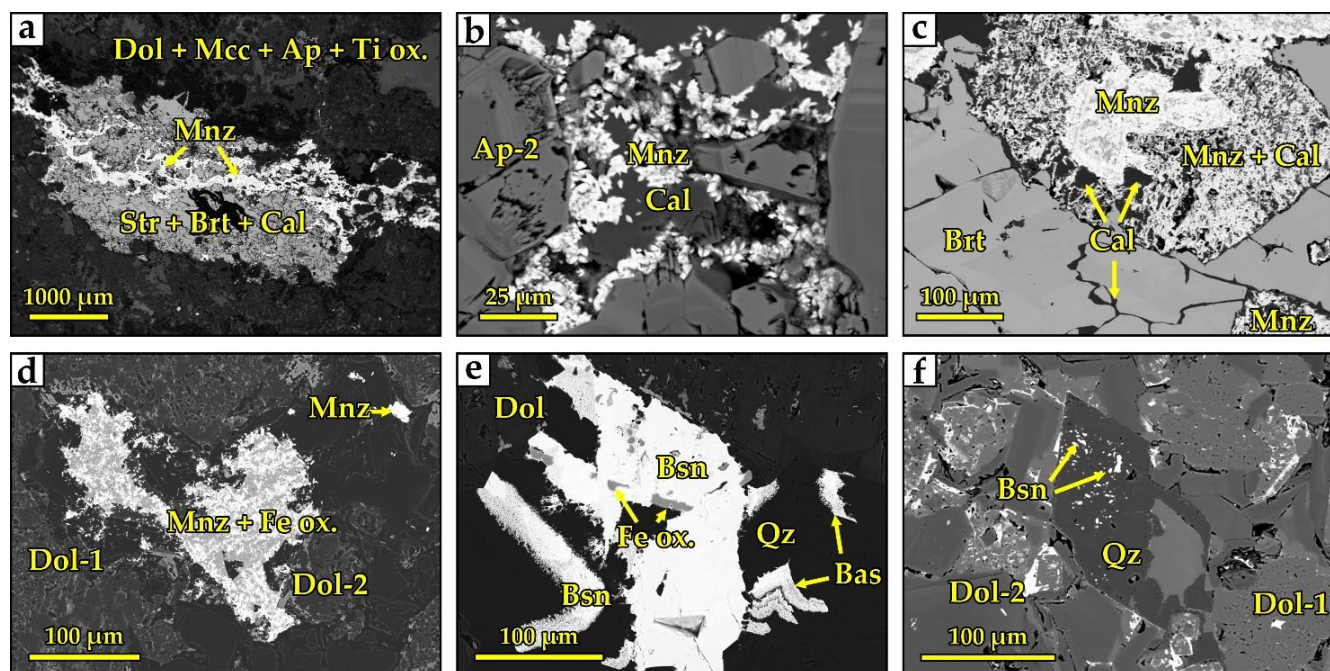 a
Dol + Mcc + Ap + Ti ox.
Mnz
Str + Brt + Cal
1000 µm
b
Ap-2
Mnz
Cal
25 µm
c
Mnz
Mnz + Cal
Brt
Cal
100 µm
Mnz
d
Mnz
Mnz + Fe ox.
Dol-1
Dol-2
100 µm
e
Dol
Bsn
Fe ox.
Qz
Bsn
Bas
100 µm
f
Bsn
Qz
Dol-2
Dol-1
100 µm